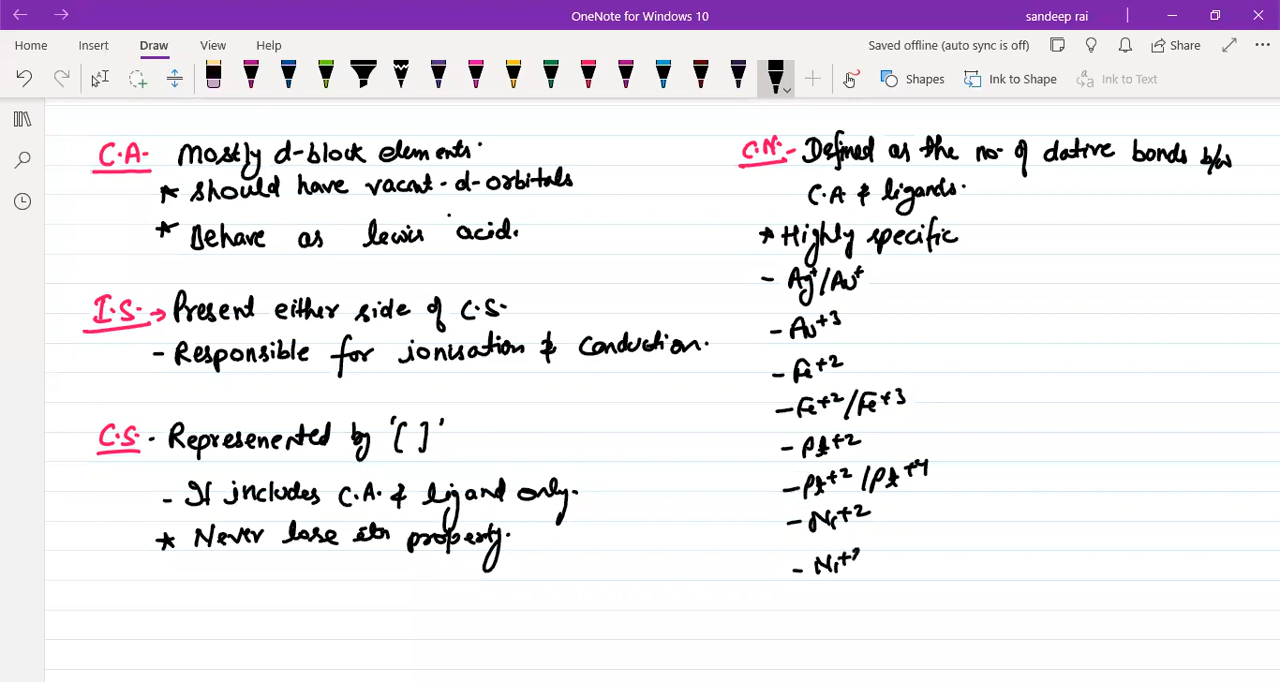 OneNote for Windows 10
sandeep rai
Home Insert Draw View Help
Saved offline (auto sync is off)
Share
Shapes
Ink to Shape
Ink to Text
C.A- Mostly d-block elements.
* should have vacnt-d-orbitals
* Behave as lewis acid.
I.S. → Present either side of C.S.
- Responsible for ionisation & conduction.
C.S. - Represenented by '[ ]'
- It includes C.A. & ligand only.
* Never lose its property.
C.N. - Defined as the no. of dative bonds b/w
C.A & ligands.
* Highly specific
- Ag+/Au+
- Au+3
- Fe+2
- Fe+2/Fe+3
- Pt+2
- Pt+2/Pt+4
- Ni+2